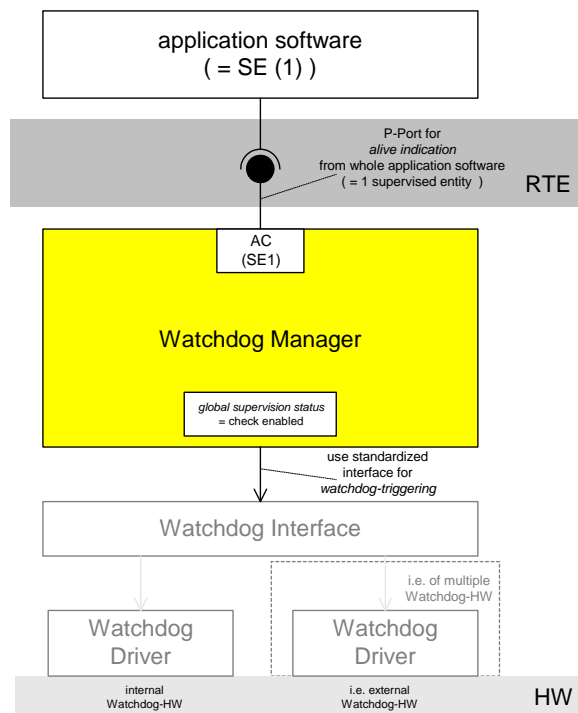 application software
( = SE (1) )
P-Port for
alive indication
from whole application software
( = 1 supervised entity )
RTE
AC
(SE1)
Watchdog Manager
global supervision status
= check enabled
use standardized
interface for
watchdog-triggering
Watchdog Interface
i.e. of multiple
Watchdog-HW
Watchdog
Driver
Watchdog
Driver
internal
Watchdog-HW
i.e. external
Watchdog-HW
HW